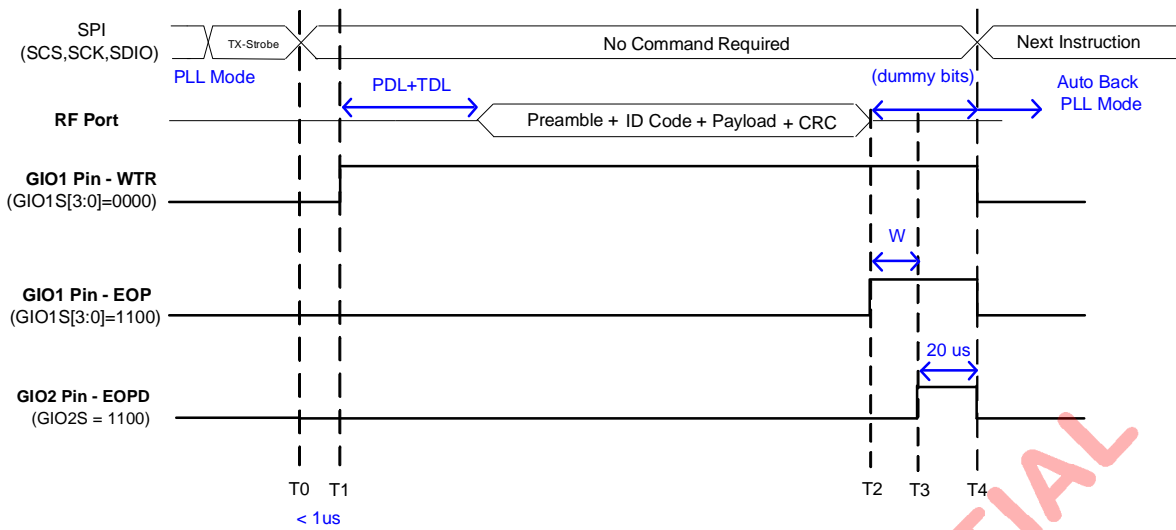 SPI
(SCS,SCK,SDIO)
TX-Strobe
No Command Required
Next Instruction
PLL Mode
PDL+TDL
(dummy bits)
Auto Back
PLL Mode
RF Port
Preamble + ID Code + Payload + CRC
GIO1 Pin - WTR
(GIO1S[3:0]=0000)
W
GIO1 Pin - EOP
(GIO1S[3:0]=1100)
20 us
GIO2 Pin - EOPD
(GIO2S = 1100)
T0
T1
T2
T3
T4
< 1us
TIAL